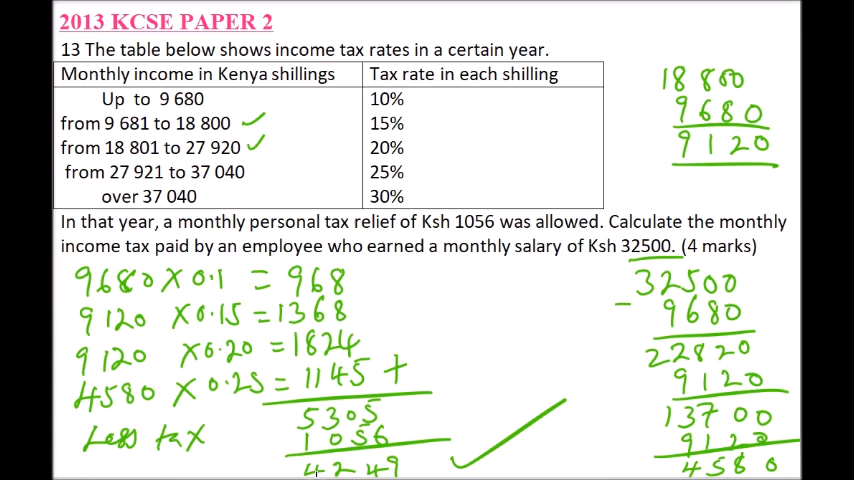 2013 KCSE PAPER 2
13 The table below shows income tax rates in a certain year.
Monthly income in Kenya shillings Tax rate in each shilling
Up to 9 680 10%
from 9 681 to 18 800 15%
from 18 801 to 27 920 20%
from 27 921 to 37 040 25%
over 37 040 30%
18 800
9680
9120
In that year, a monthly personal tax relief of Ksh 1056 was allowed. Calculate the monthly
income tax paid by an employee who earned a monthly salary of Ksh 32500. (4 marks)
9680 X 0.1 = 968
9120 X 0.15 = 1368
9120 X 0.20 = 1824
4580 X 0.25 = 1145 +
5305
Less tax 1056
4249
32500
- 9680
22820
9120
13700
9120
4580